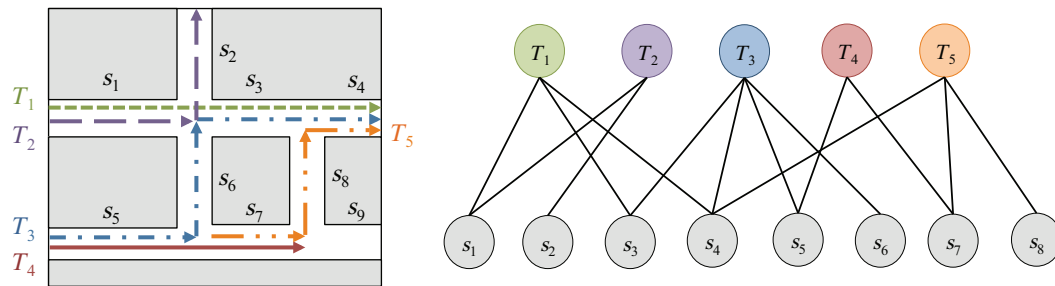 s2
s1 s3 s4
T1
T2 T5
s6 s8
s5 s7 s9
T3
T4
T1 T2 T3 T4 T5
s1 s2 s3 s4 s5 s6 s7 s8